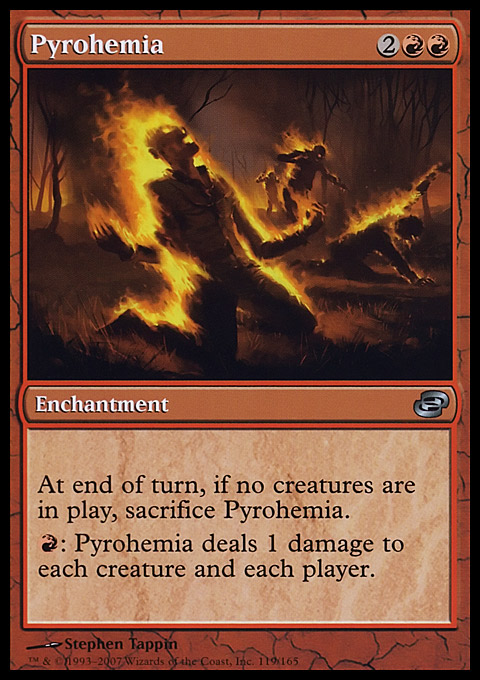 Pyrohemia 2
Enchantment
At end of turn, if no creatures are
in play, sacrifice Pyrohemia.
: Pyrohemia deals 1 damage to
each creature and each player.
Stephen Tappin
™ & © 1993–2007 Wizards of the Coast, Inc. 119/165